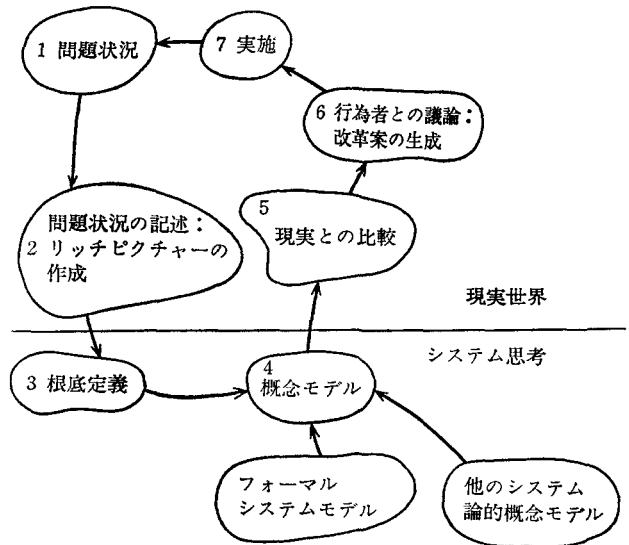 1 問題状況
7 実施
6 行為者との議論：
改革案の生成
問題状況の記述：
2 リッチピクチャーの
作成
5
現実との比較
現実世界
システム思考
3 根底定義
4
概念モデル
フォーマル
システムモデル
他のシステム
論的概念モデル